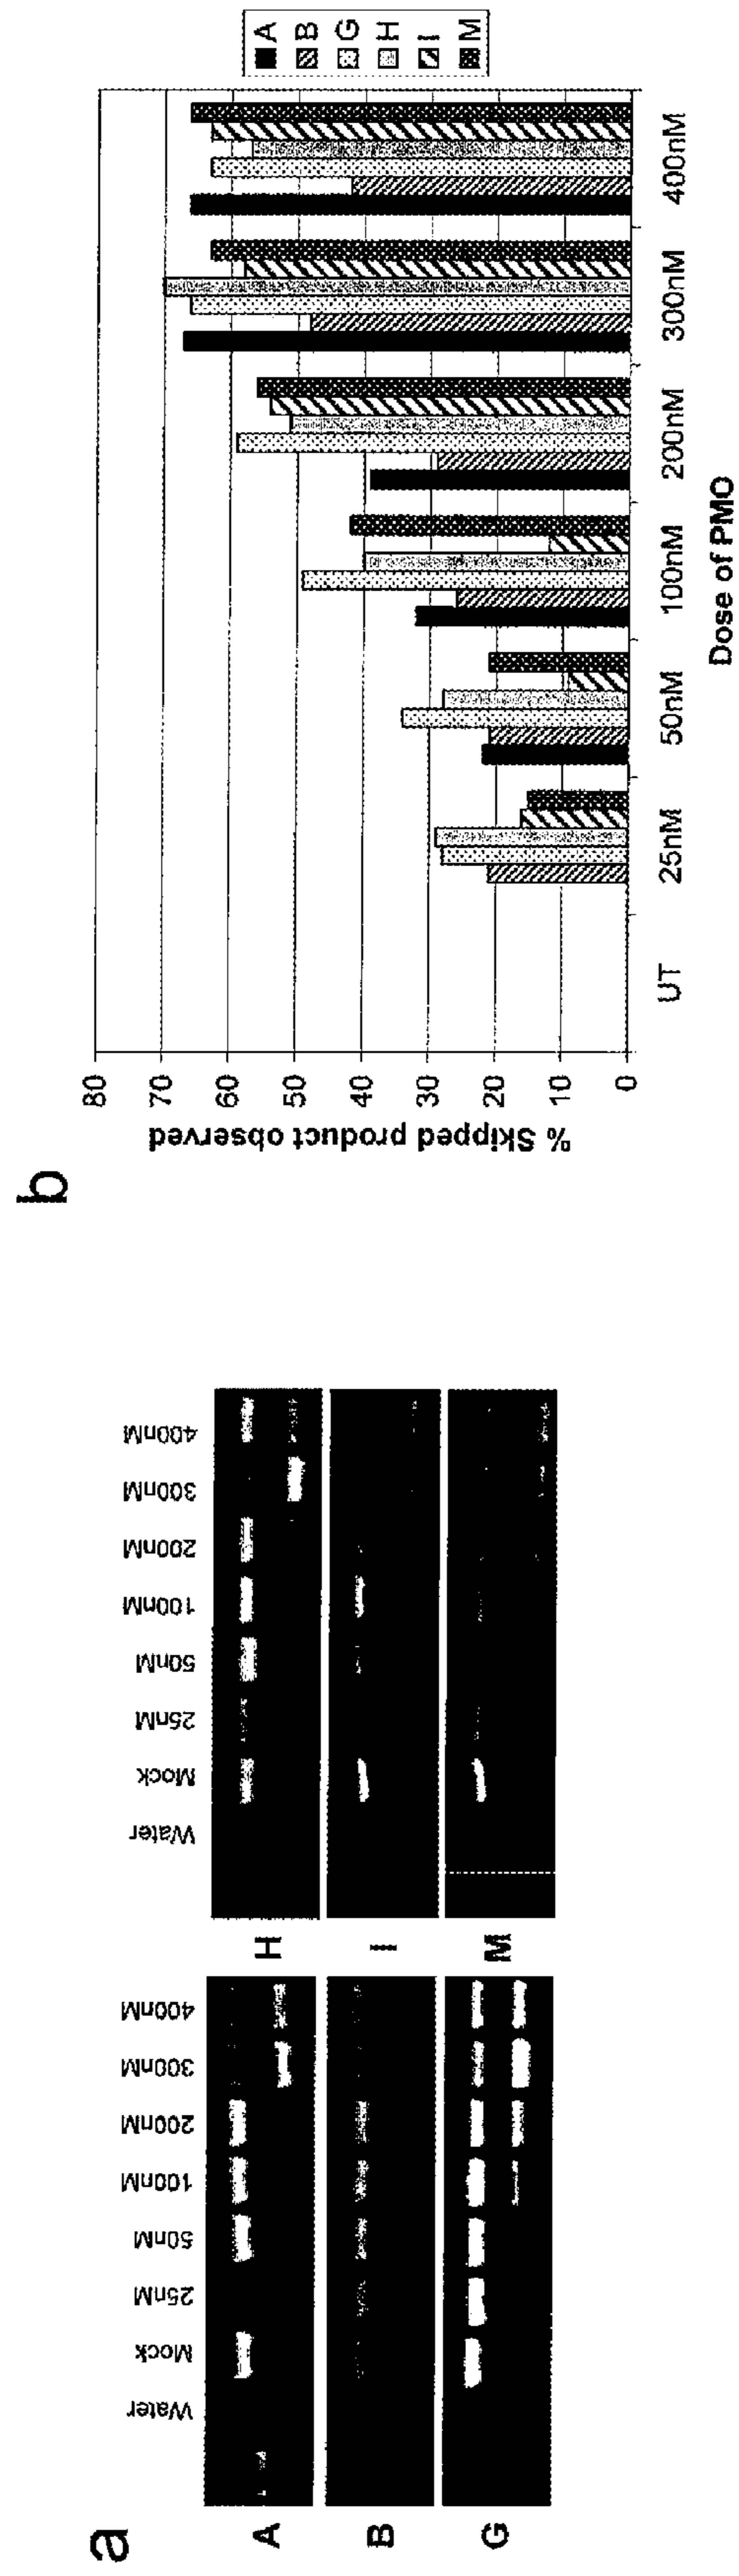 a
Water Mock 25nM 50nM 100nM 200nM 300nM 400nM
A
B
G
Water Mock 25nM 50nM 100nM 200nM 300nM 400nM
H
I
M
b
% Skipped product observed
80
70
60
50
40
30
20
10
0
UT 25nM 50nM 100nM 200nM 300nM 400nM
Dose of PMO
A
B
G
H
I
M